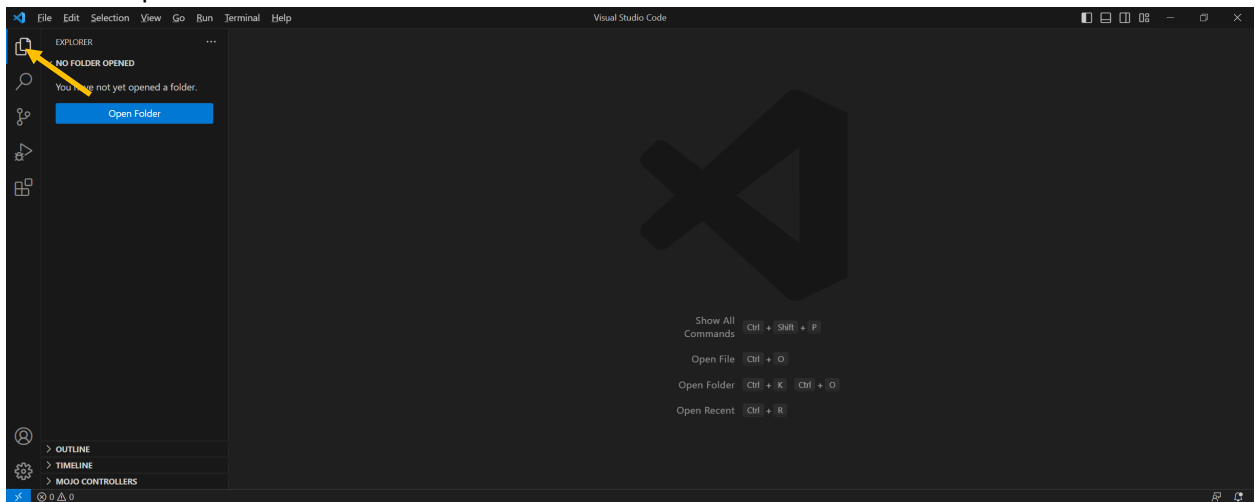 File Edit Selection View Go Run Terminal Help Visual Studio Code
EXPLORER ...
NO FOLDER OPENED
You have not yet opened a folder.
Open Folder
Show All
Commands Ctrl + Shift + P
Open File Ctrl + O
Open Folder Ctrl + K Ctrl + O
Open Recent Ctrl + R
> OUTLINE
> TIMELINE
> MOJO CONTROLLERS
0 0